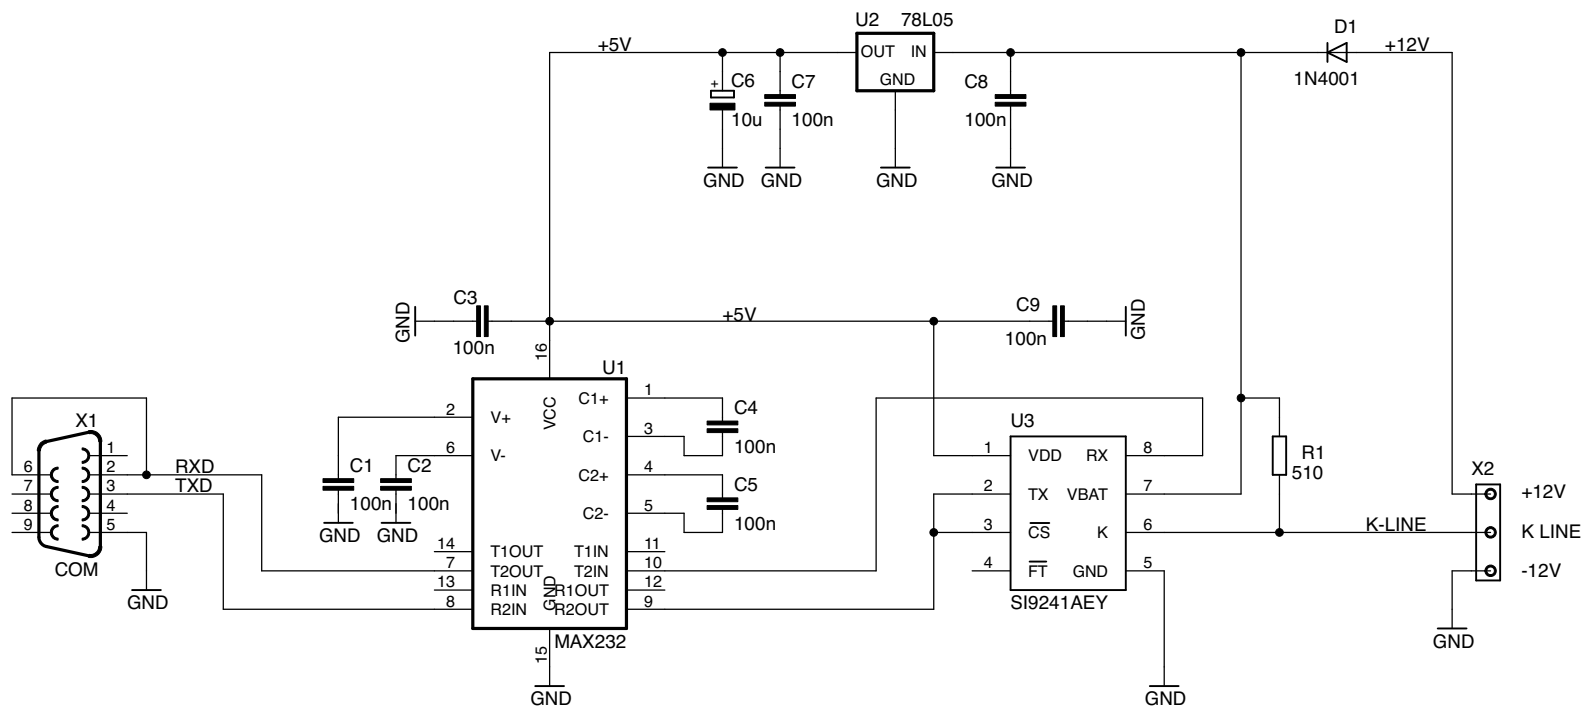 U2 78L05
D1
+5V
OUT IN
+12V
GND
1N4001
+
C6
10u
C7
100n
C8
100n
GND
GND
GND
GND
C3
100n
GND
+5V
C9
100n
GND
16
U1
X1
1
2
3
4
5
6
7
8
9
COM
RXD
TXD
GND
2
6
C1
100n
C2
100n
GND
GND
14
7
13
8
V+
V-
VCC
C1+
C1-
C2+
C2-
T1OUT
T2OUT
R1IN
R2IN
GND
T1IN
T2IN
R1OUT
R2OUT
1
3
4
5
11
10
12
9
C4
100n
C5
100n
MAX232
15
GND
U3
1
2
3
4
VDD RX
TX VBAT
CS K
FT GND
8
7
6
5
SI9241AEY
GND
R1
510
K-LINE
X2
+12V
K LINE
-12V
GND